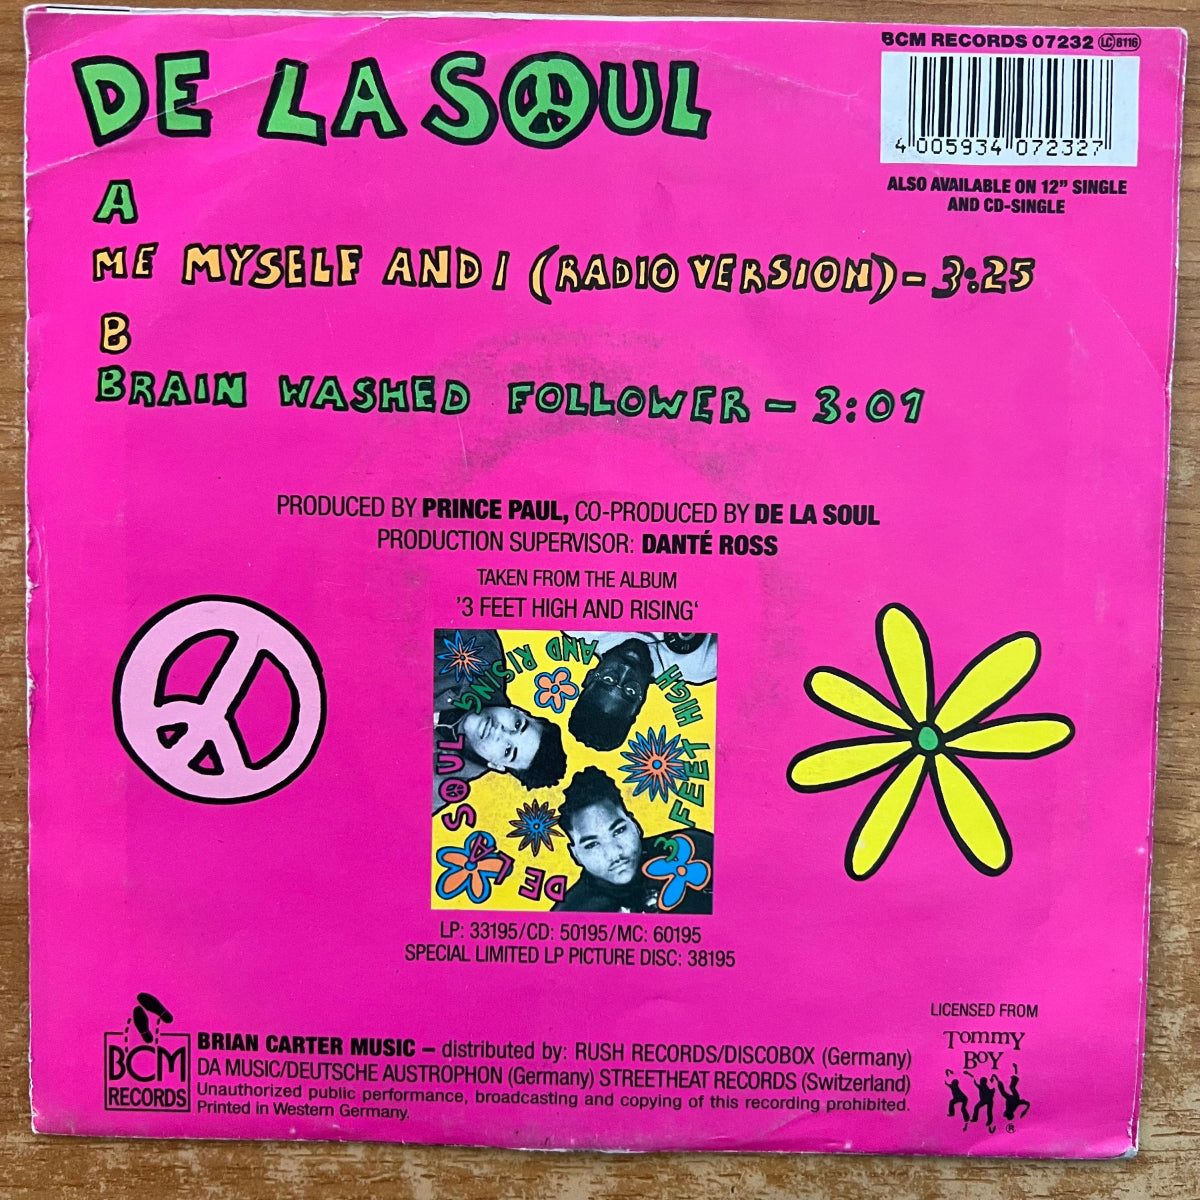 BCM RECORDS 07232 LC 8116
DE LA SOUL
4 005934 072327
ALSO AVAILABLE ON 12” SINGLE
AND CD-SINGLE
A
ME MYSELF AND I (RADIO VERSION) – 3:25
B
BRAIN WASHED FOLLOWER – 3:01
PRODUCED BY PRINCE PAUL, CO-PRODUCED BY DE LA SOUL
PRODUCTION SUPERVISOR: DANTÉ ROSS
TAKEN FROM THE ALBUM
’3 FEET HIGH AND RISING‘
DE LA SOUL
3 FEET HIGH
AND RISING
LP: 33195/CD: 50195/MC: 60195
SPECIAL LIMITED LP PICTURE DISC: 38195
LICENSED FROM
TOMMY
BOY
®
BCM
RECORDS
BRIAN CARTER MUSIC – distributed by: RUSH RECORDS/DISCOBOX (Germany)
DA MUSIC/DEUTSCHE AUSTROPHON (Germany) STREETHEAT RECORDS (Switzerland)
Unauthorized public performance, broadcasting and copying of this recording prohibited.
Printed in Western Germany.